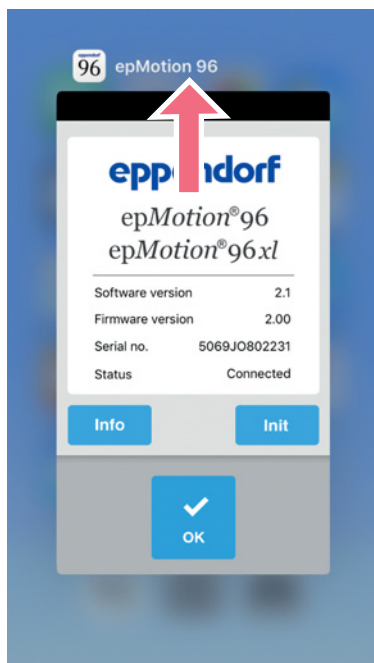 eppendorf
96 epMotion 96
epMotion®96
epMotion®96xl
Software version 2.1
Firmware version 2.00
Serial no. 5069JO802231
Status Connected
Info Init
OK